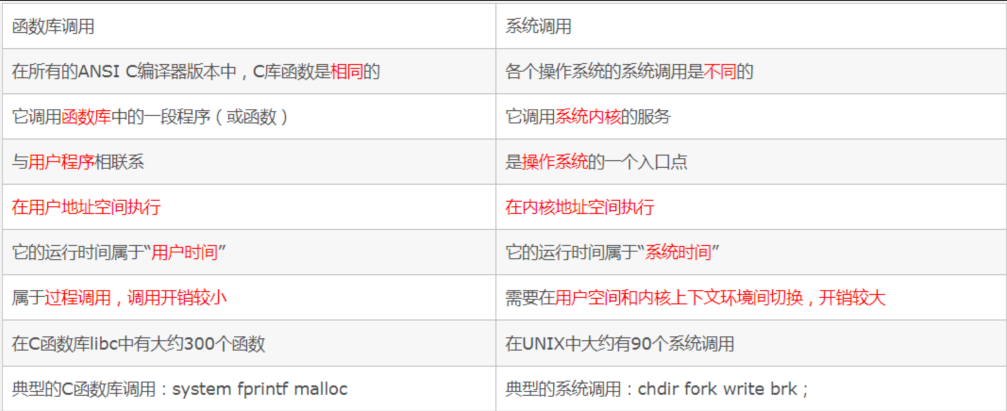 函数库调用 系统调用
在所有的ANSI C编译器版本中，C库函数是相同的 各个操作系统的系统调用是不同的
它调用函数库中的一段程序（或函数） 它调用系统内核的服务
与用户程序相联系 是操作系统的一个入口点
在用户地址空间执行 在内核地址空间执行
它的运行时间属于“用户时间” 它的运行时间属于“系统时间”
属于过程调用，调用开销较小 需要在用户空间和内核上下文环境间切换，开销较大
在C函数库libc中有大约300个函数 在UNIX中大约有90个系统调用
典型的C函数库调用：system fprintf malloc 典型的系统调用：chdir fork write brk；